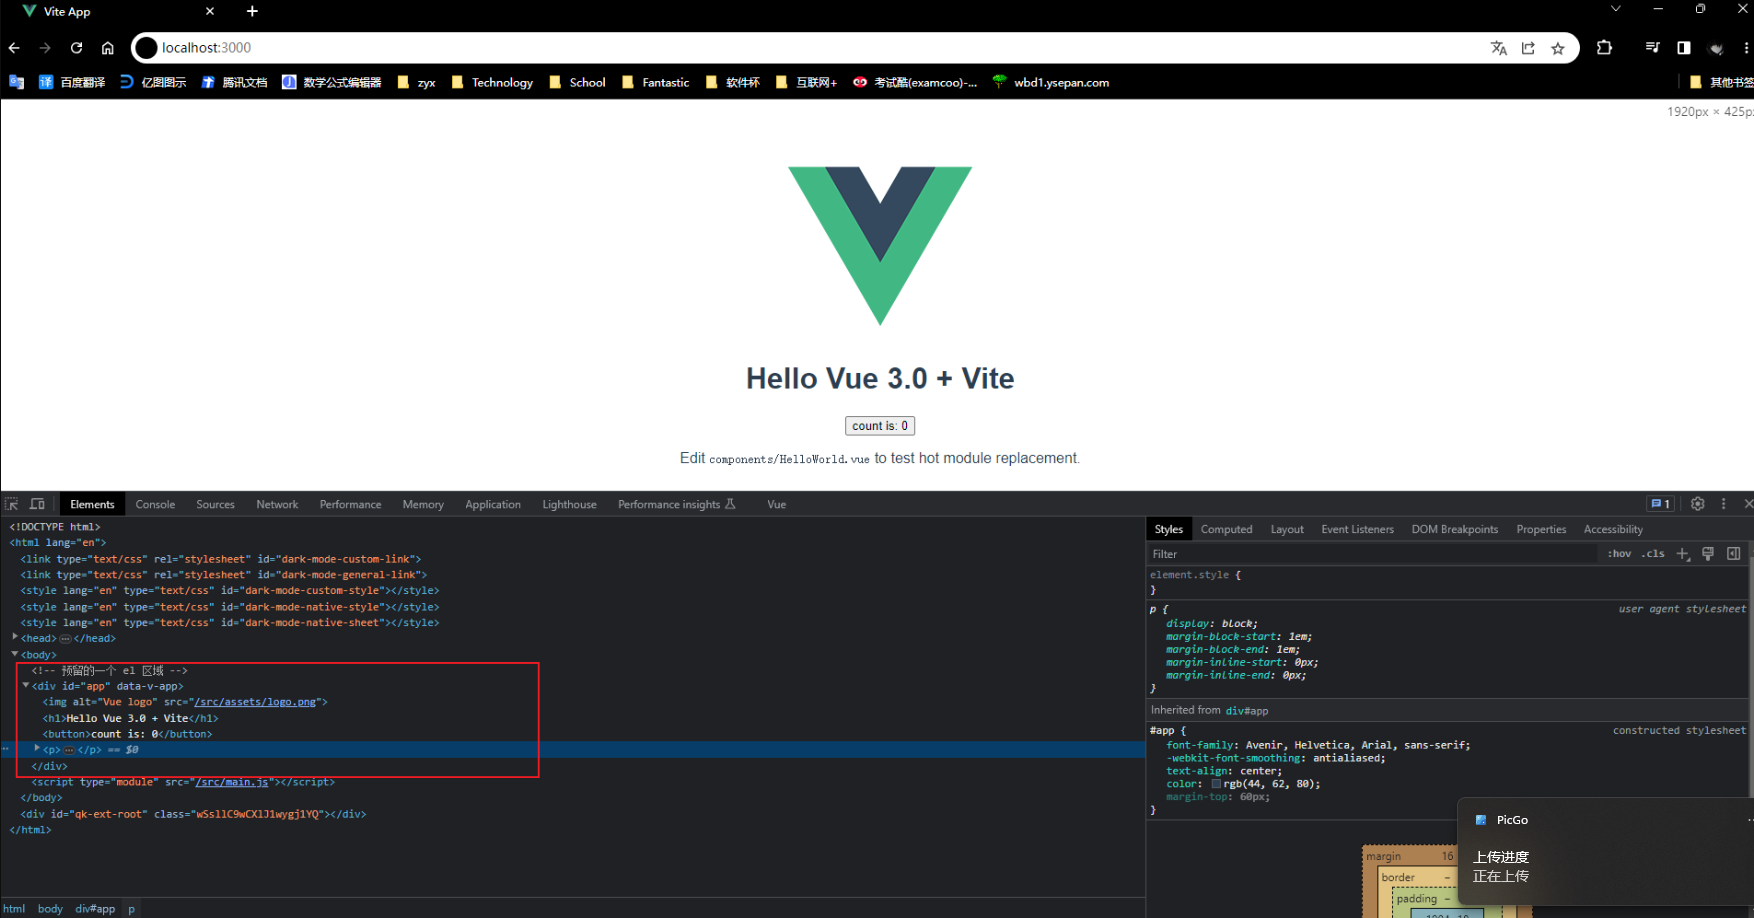 Vite App
localhost:3000
百度翻译 亿图图示 腾讯文档 数学公式编辑器 zyx Technology School Fantastic 软件杯 互联网+ 考试酷(examcoo)-... wbd1.ysepan.com 其他书签
1920px × 425px
Hello Vue 3.0 + Vite
count is: 0
Edit components/HelloWorld.vue to test hot module replacement.
Elements Console Sources Network Performance Memory Application Lighthouse Performance insights Vue 1
<!DOCTYPE html>
<html lang="en">
<link type="text/css" rel="stylesheet" id="dark-mode-custom-link">
<link type="text/css" rel="stylesheet" id="dark-mode-general-link">
<style lang="en" type="text/css" id="dark-mode-custom-style"></style>
<style lang="en" type="text/css" id="dark-mode-native-style"></style>
<style lang="en" type="text/css" id="dark-mode-native-sheet"></style>
<head>…</head>
<body>
<!-- 预留的一个 el 区域 -->
<div id="app" data-v-app>
<img alt="Vue logo" src="/src/assets/logo.png">
<h1>Hello Vue 3.0 + Vite</h1>
<button>count is: 0</button>
<p>…</p> == $0
</div>
<script type="module" src="/src/main.js"></script>
</body>
<div id="qk-ext-root" class="wSsllC9wCXlJ1wygj1YQ"></div>
</html>
html body div#app p
Styles Computed Layout Event Listeners DOM Breakpoints Properties Accessibility
Filter :hov .cls
element.style {
}
p { user agent stylesheet
display: block;
margin-block-start: 1em;
margin-block-end: 1em;
margin-inline-start: 0px;
margin-inline-end: 0px;
}
Inherited from div#app
#app { constructed stylesheet
font-family: Avenir, Helvetica, Arial, sans-serif;
-webkit-font-smoothing: antialiased;
text-align: center;
color: rgb(44, 62, 80);
margin-top: 60px;
}
margin 16
border -
padding -
PicGo
上传进度
正在上传